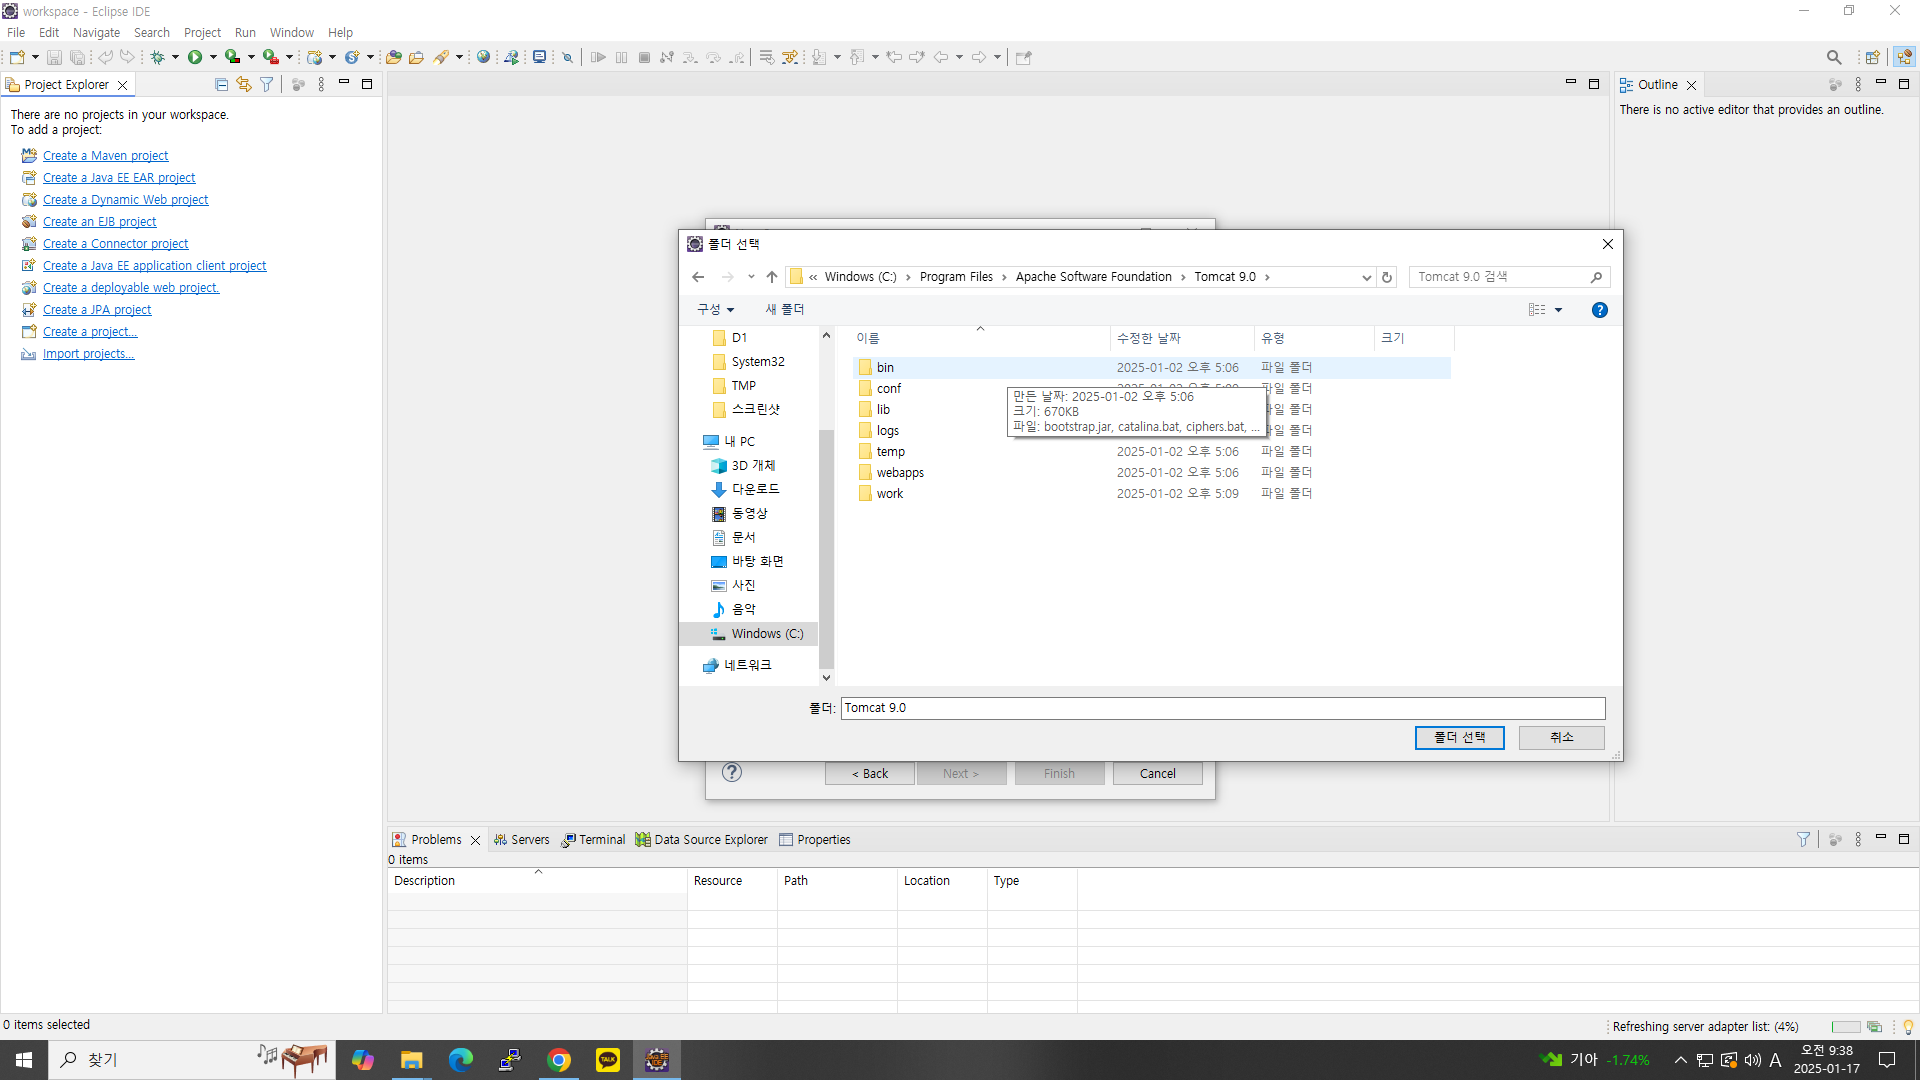 workspace - Eclipse IDE
File Edit Navigate Search Project Run Window Help
Project Explorer
There are no projects in your workspace.
To add a project:
Create a Maven project
Create a Java EE EAR project
Create a Dynamic Web project
Create an EJB project
Create a Connector project
Create a Java EE application client project
Create a deployable web project.
Create a JPA project
Create a project...
Import projects...
Outline
There is no active editor that provides an outline.
폴더 선택
« Windows (C:) › Program Files › Apache Software Foundation › Tomcat 9.0 ›
Tomcat 9.0 검색
구성 새 폴더
D1
System32
TMP
스크린샷
내 PC
3D 개체
다운로드
동영상
문서
바탕 화면
사진
음악
Windows (C:)
네트워크
이름 수정한 날짜 유형 크기
bin 2025-01-02 오후 5:06 파일 폴더
conf 파일 폴더
lib 파일 폴더
logs 파일 폴더
temp 2025-01-02 오후 5:06 파일 폴더
webapps 2025-01-02 오후 5:06 파일 폴더
work 2025-01-02 오후 5:09 파일 폴더
만든 날짜: 2025-01-02 오후 5:06
크기: 670KB
파일: bootstrap.jar, catalina.bat, ciphers.bat, ...
폴더: Tomcat 9.0
폴더 선택 취소
< Back Next > Finish Cancel
Problems Servers Terminal Data Source Explorer Properties
0 items
Description Resource Path Location Type
0 items selected
Refreshing server adapter list: (4%)
찾기
TALK
Java EE
IDE
기아 -1.74%
A
오전 9:38
2025-01-17